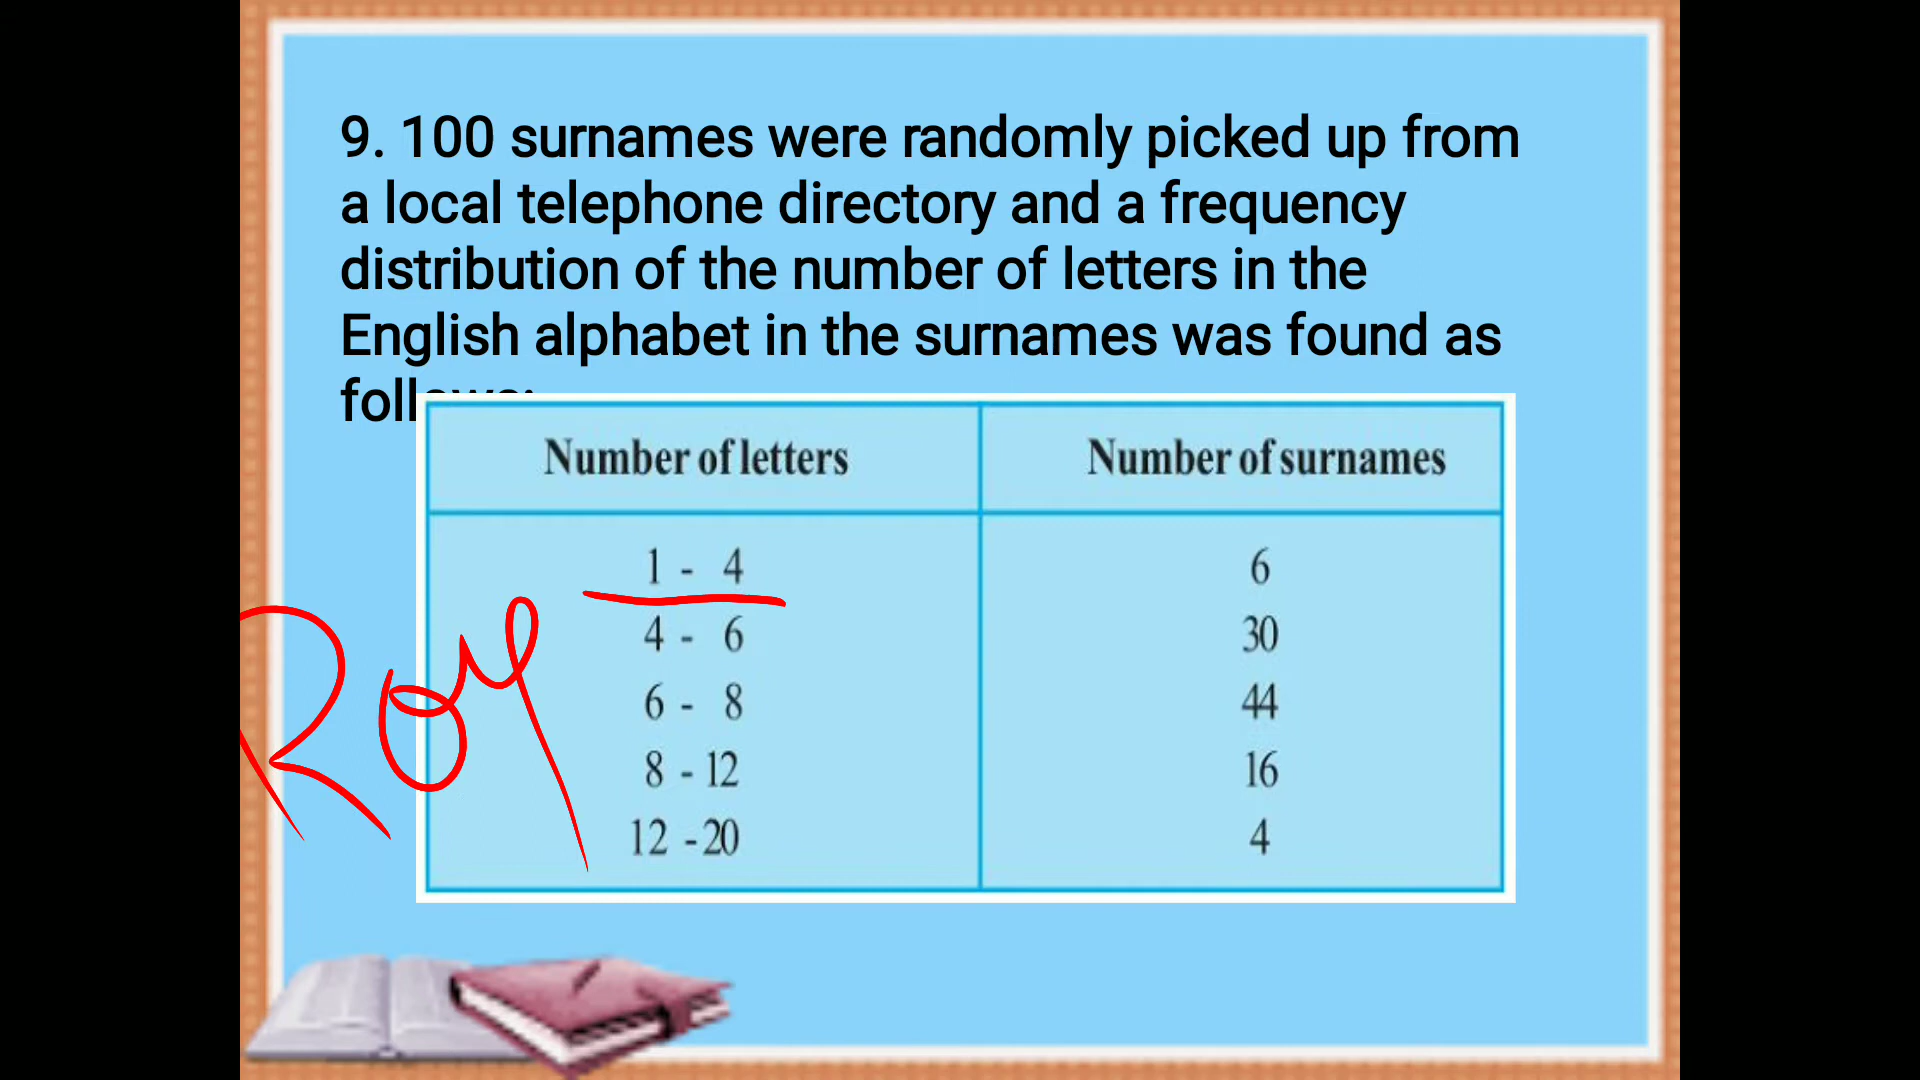 9. 100 surnames were randomly picked up from
a local telephone directory and a frequency
distribution of the number of letters in the
English alphabet in the surnames was found as
follows:
Number of letters Number of surnames
1 - 4 6
4 - 6 30
6 - 8 44
8 - 12 16
12 - 20 4
Roy